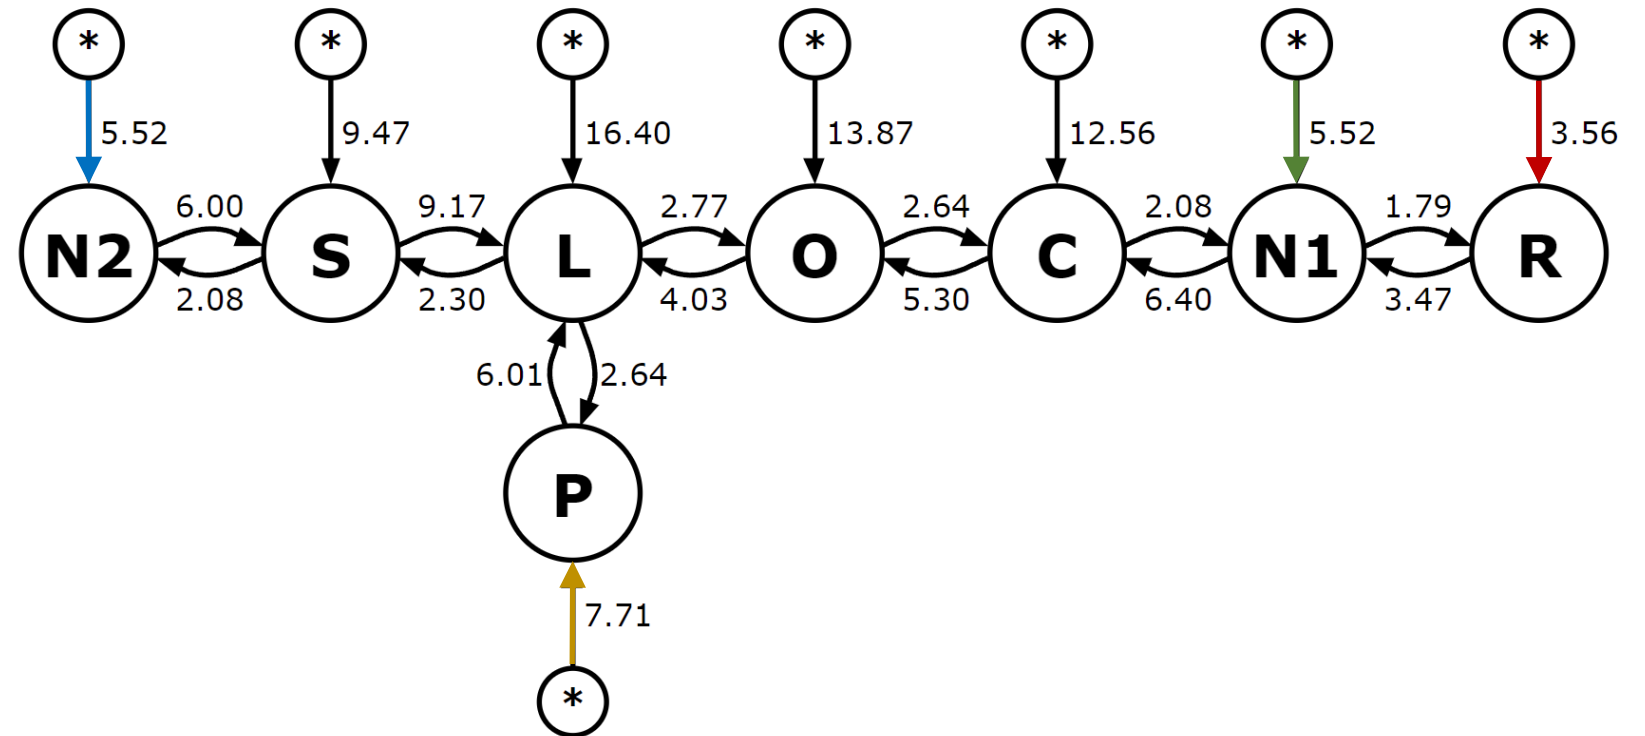 * * * * * * *
5.52 9.47 16.40 13.87 12.56 5.52 3.56
6.00 9.17 2.77 2.64 2.08 1.79
N2 S L O C N1 R
2.08 2.30 4.03 5.30 6.40 3.47
6.01 2.64
P
7.71
*